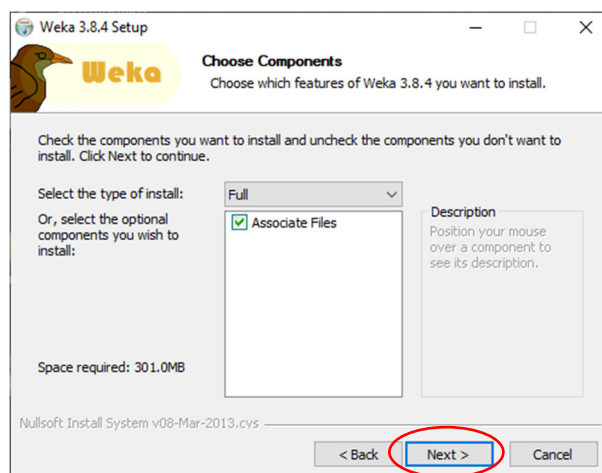 Weka 3.8.4 Setup
Weka
Choose Components
Choose which features of Weka 3.8.4 you want to install.
Check the components you want to install and uncheck the components you don't want to
install. Click Next to continue.
Select the type of install:
Full
Or, select the optional
components you wish to
install:
Associate Files
Description
Position your mouse
over a component to
see its description.
Space required: 301.0MB
Nullsoft Install System v08-Mar-2013.cvs
< Back
Next >
Cancel